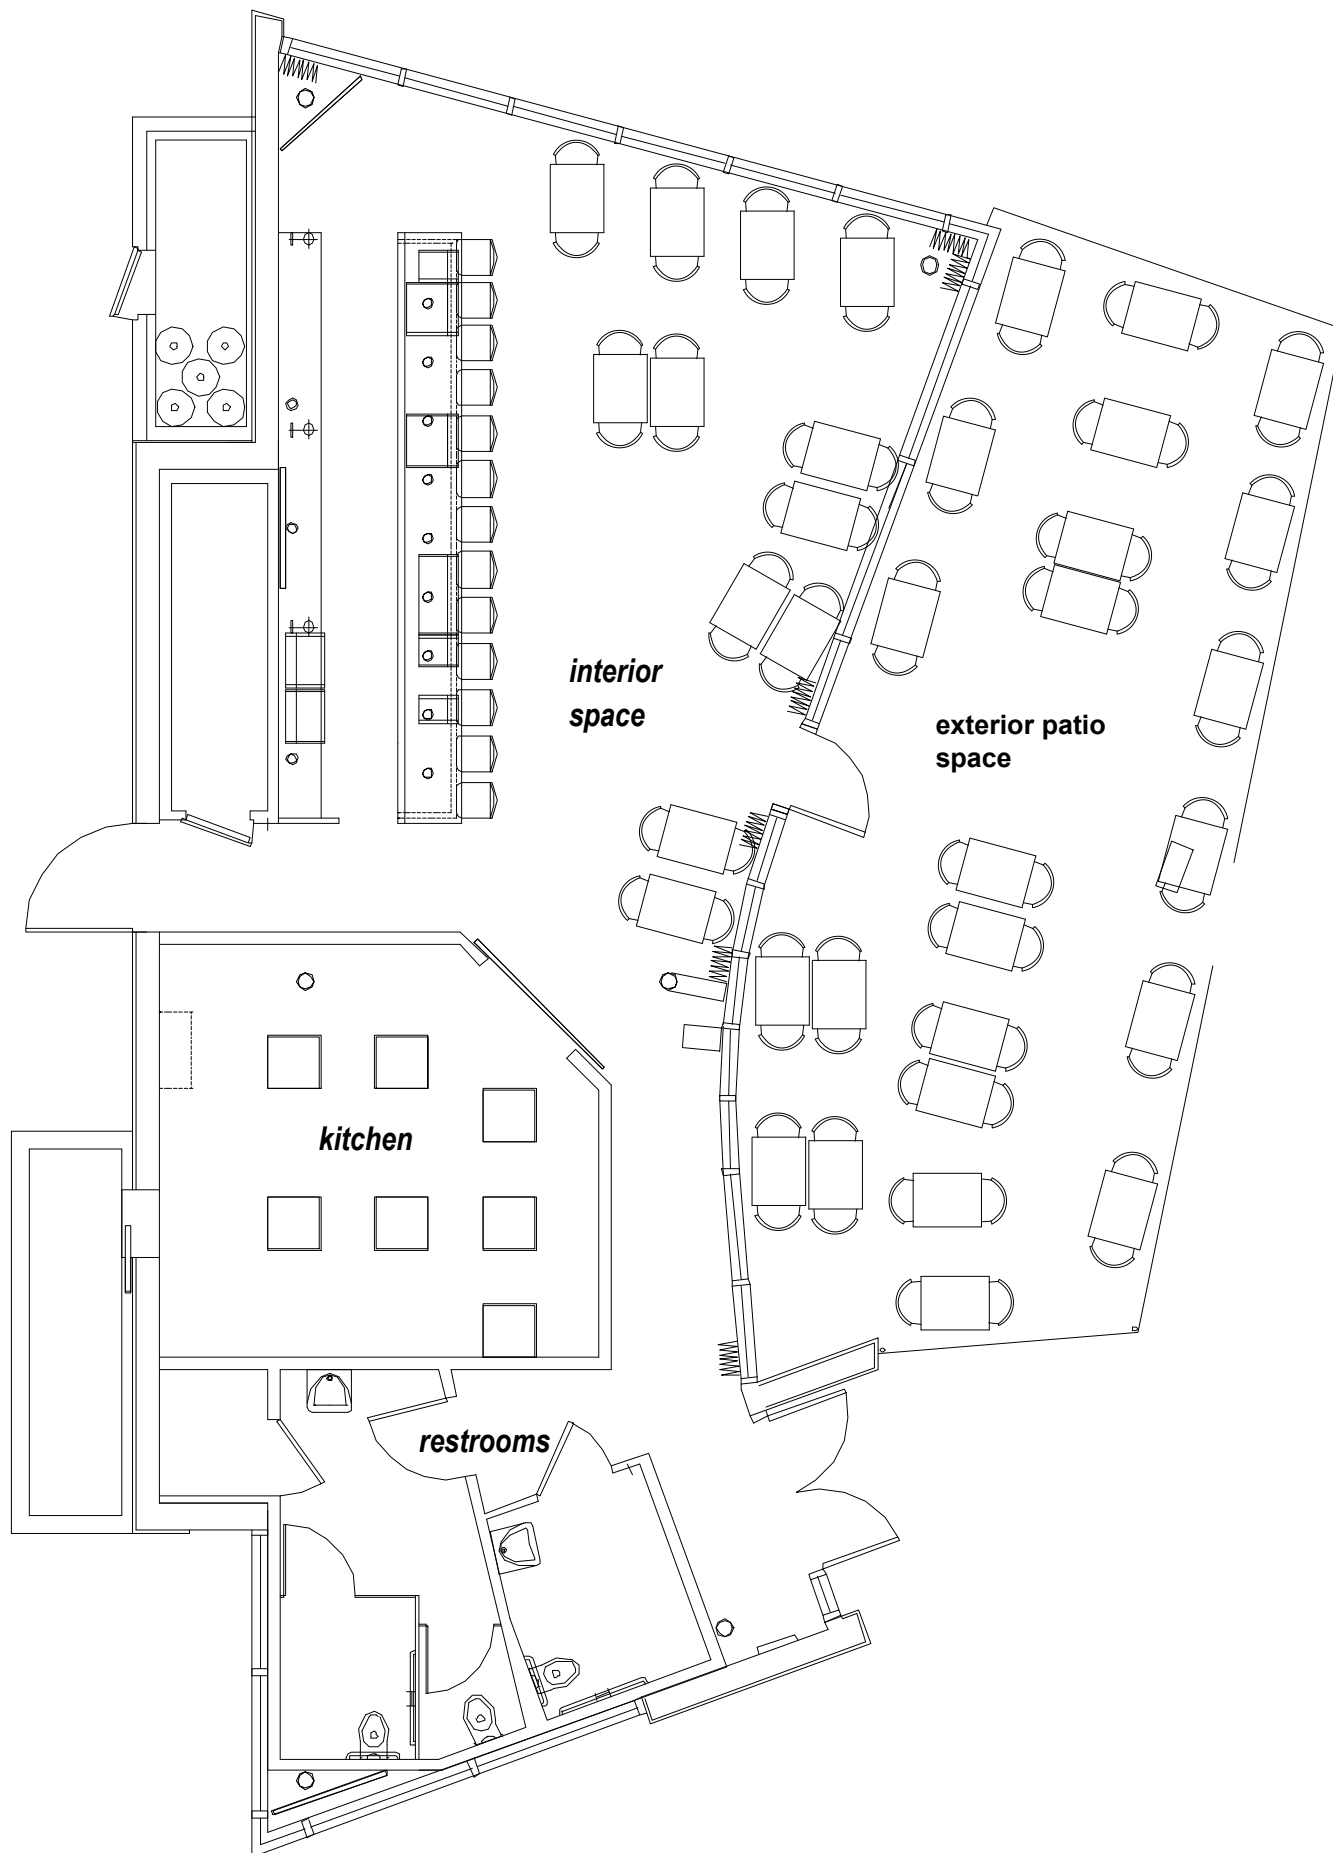 interior
space
exterior patio
space
kitchen
restrooms